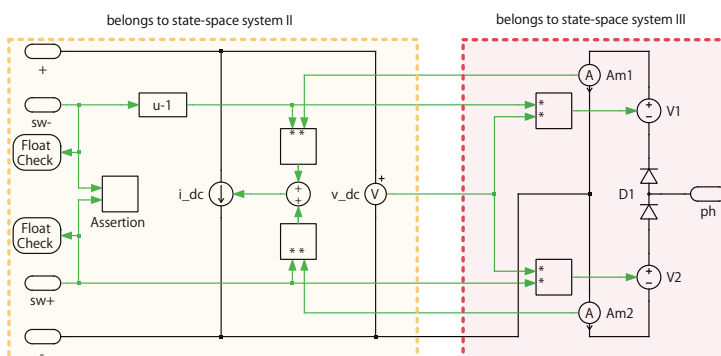 belongs to state-space system II
belongs to state-space system III
+
A
Am1
sw-
u-1
*
*
+
−
V1
Float
Check
* *
+
Assertion
i_dc
+
+
v_dc
V
D1
ph
Float
Check
* *
*
*
+
−
V2
sw+
A
Am2
-